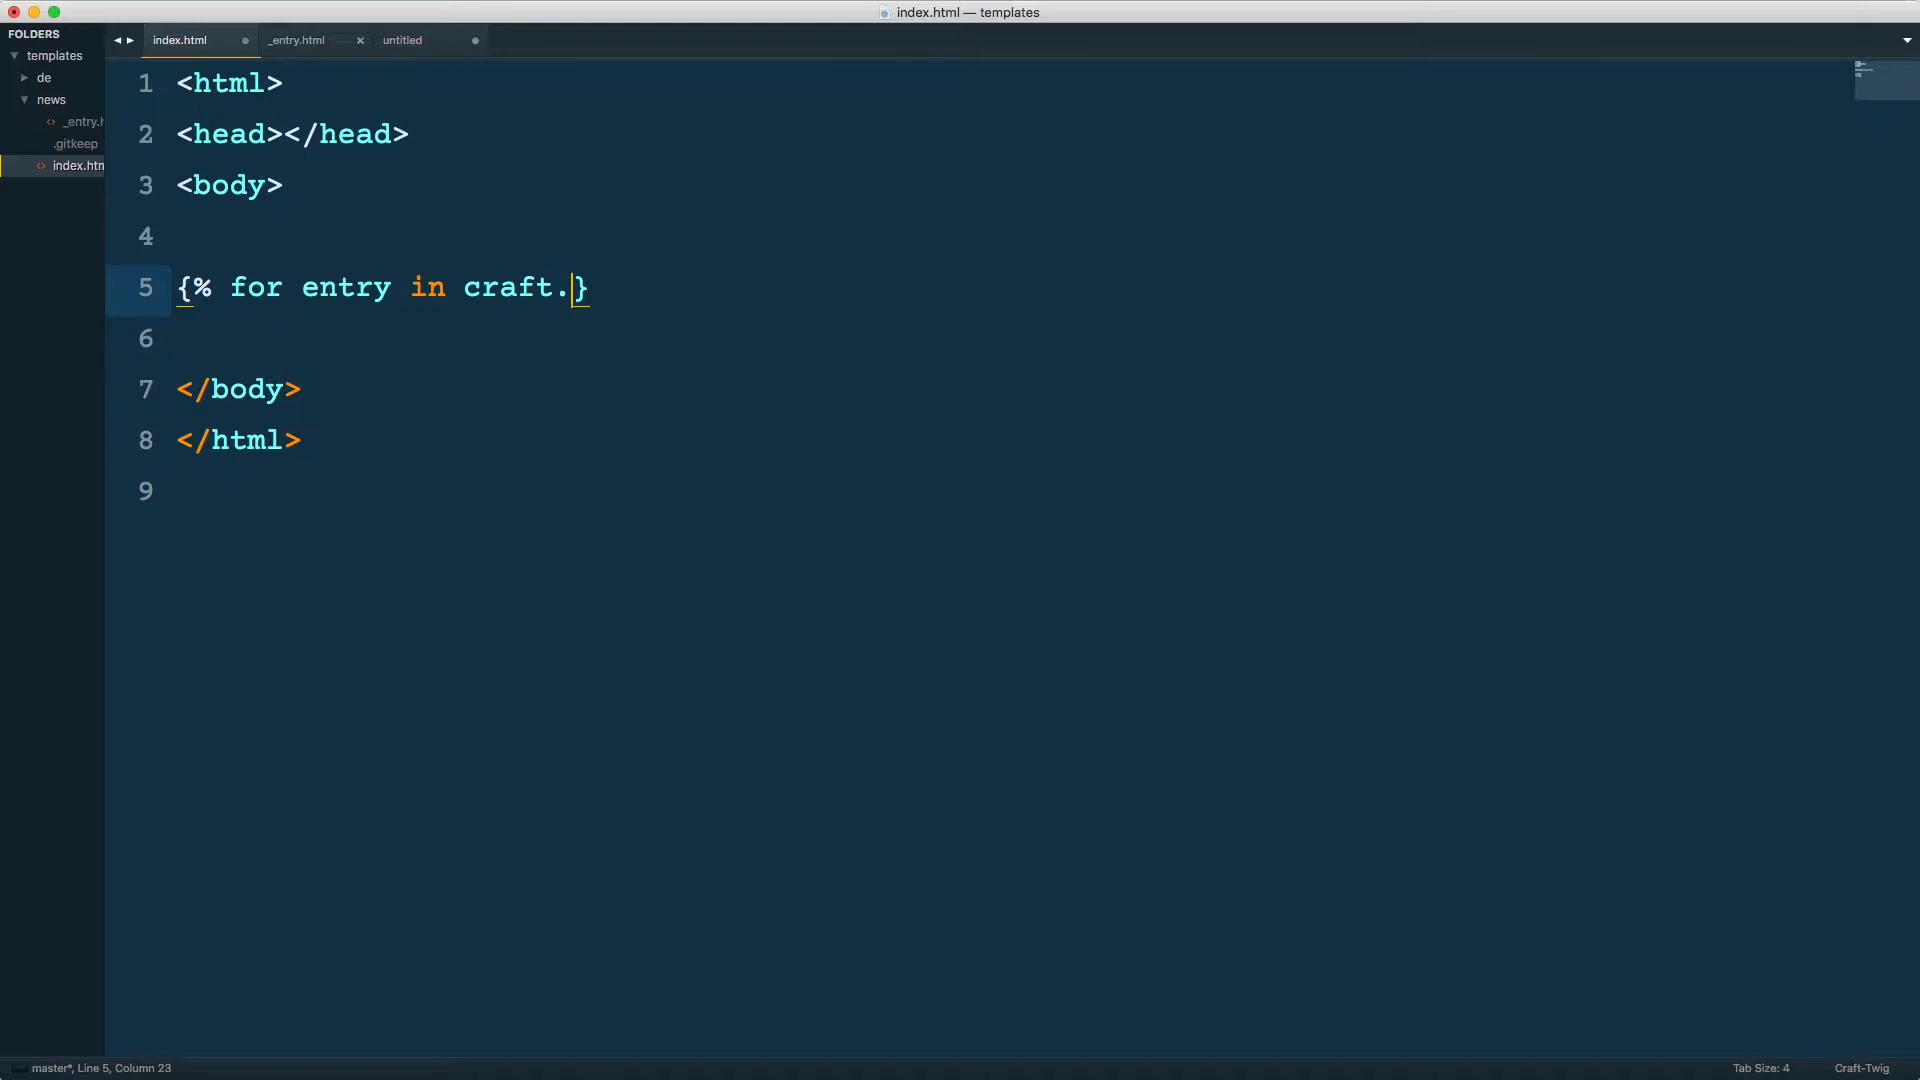 index.html — templates
FOLDERS
templates
de
news
_entry.h
.gitkeep
index.htm
index.html
_entry.html
untitled
1 <html>
2 <head></head>
3 <body>
4
5 {% for entry in craft.}
6
7 </body>
8 </html>
9
master*, Line 5, Column 23
Tab Size: 4
Craft-Twig